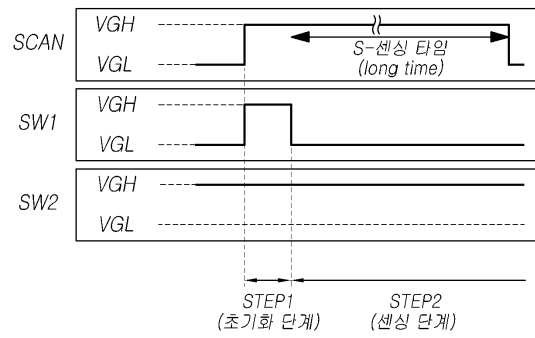 SCAN
VGH
VGL
S-센싱 타임
(long time)
SW1
VGH
VGL
SW2
VGH
VGL
STEP1
(초기화 단계)
STEP2
(센싱 단계)